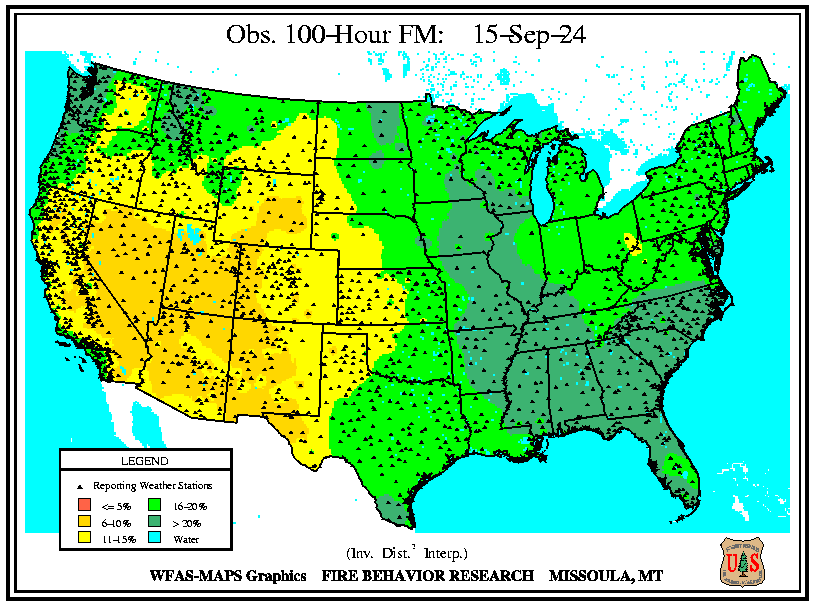 Obs. 100-Hour FM: 15-Sep-24
LEGEND
Reporting Weather Stations
<= 5%
16-20%
6-10%
> 20%
11-15%
Water
(Inv. Dist.² Interp.)
WFAS-MAPS Graphics FIRE BEHAVIOR RESEARCH MISSOULA, MT
UAS